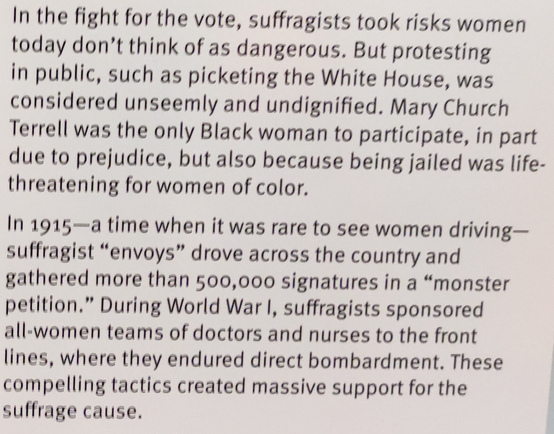 In the fight for the vote, suffragists took risks women
today don't think of as dangerous. But protesting
in public, such as picketing the White House, was
considered unseemly and undignified. Mary Church
Terrell was the only Black woman to participate, in part
due to prejudice, but also because being jailed was life-
threatening for women of color.
In 1915—a time when it was rare to see women driving—
suffragist “envoys” drove across the country and
gathered more than 500,000 signatures in a “monster
petition.” During World War I, suffragists sponsored
all-women teams of doctors and nurses to the front
lines, where they endured direct bombardment. These
compelling tactics created massive support for the
suffrage cause.